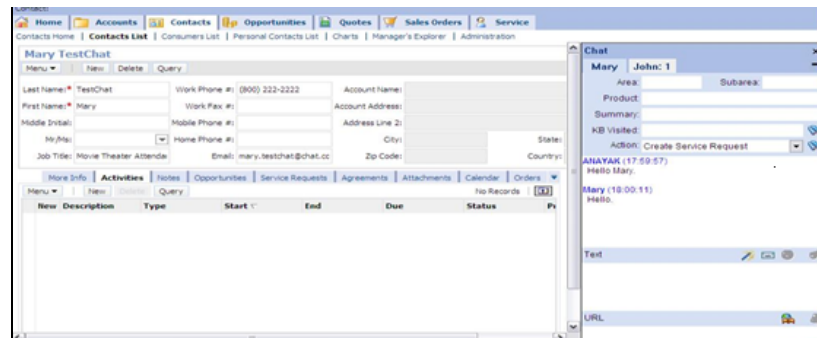 Contact:
Home Accounts Contacts Opportunities Quotes Sales Orders Service
Contacts Home | Contacts List | Consumers List | Personal Contacts List | Charts | Manager's Explorer | Administration
Mary TestChat
Menu New Delete Query
Last Name:* TestChat Work Phone #: (800) 222-2222 Account Name:
First Name:* Mary Work Fax #: Account Address:
Middle Initial: Mobile Phone #: Address Line 2:
Mr/Ms: Home Phone #: City: State:
Job Title: Movie Theater Attendar Email: mary.testchat@chat.cc Zip Code: Country:
More Info Activities Notes Opportunities Service Requests Agreements Attachments Calendar Orders
Menu New Delete Query No Records
New Description Type Start End Due Status
Chat
Mary John: 1
Area: Subarea:
Product:
Summary:
KB Visited:
Action: Create Service Request
ANAYAK (17:59:57)
Hello Mary.
Mary (18:00:11)
Hello.
Text
URL